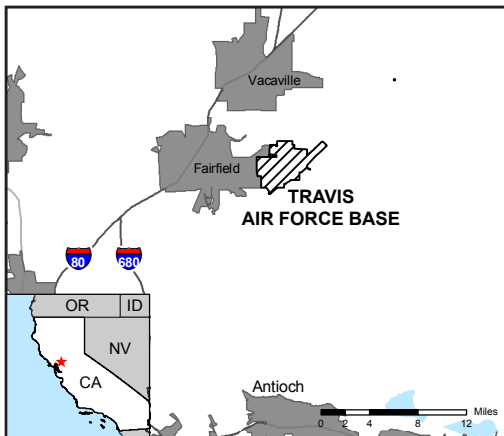 Vacaville
Fairfield
TRAVIS
AIR FORCE BASE
80
680
OR
ID
NV
CA
Antioch
Miles
0 2 4 8 12